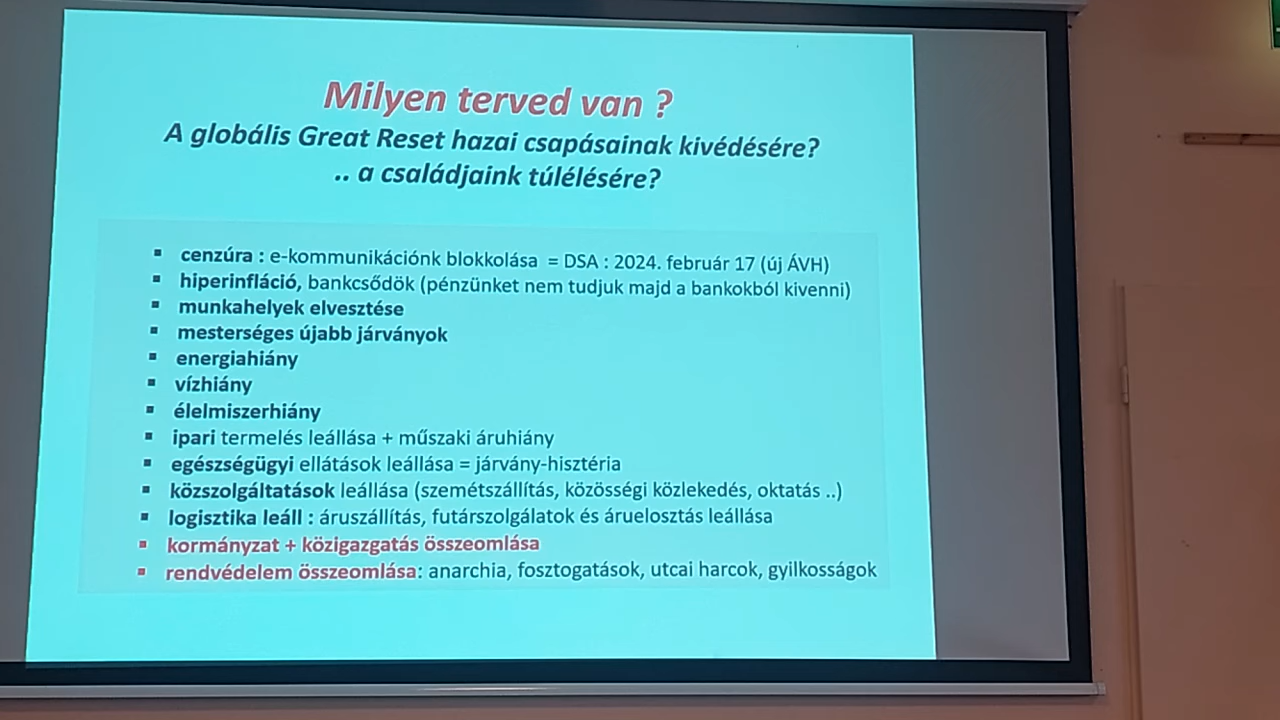 Milyen terved van ?
A globális Great Reset hazai csapásainak kivédésére?
.. a családjaink túlélésére?
▪ cenzúra : e-kommunikációnk blokkolása = DSA : 2024. február 17 (új ÁVH)
▪ hiperinfláció, bankcsődök (pénzünket nem tudjuk majd a bankokból kivenni)
▪ munkahelyek elvesztése
▪ mesterséges újabb járványok
▪ energiahiány
▪ vízhiány
▪ élelmiszerhiány
▪ ipari termelés leállása + műszaki áruhiány
▪ egészségügyi ellátások leállása = járvány-hisztéria
▪ közszolgáltatások leállása (szemétszállítás, közösségi közlekedés, oktatás ..)
▪ logisztika leáll : áruszállítás, futárszolgálatok és áruelosztás leállása
▪ kormányzat + közigazgatás összeomlása
▪ rendvédelem összeomlása: anarchia, fosztogatások, utcai harcok, gyilkosságok